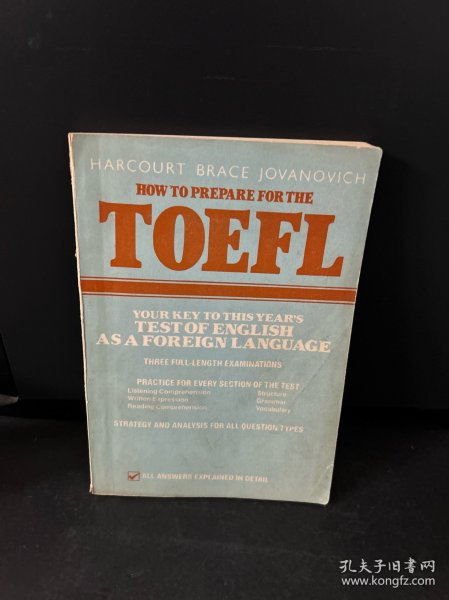 HARCOURT BRACE JOVANOVICH
HOW TO PREPARE FOR THE
TOEFL
YOUR KEY TO THIS YEAR'S
TEST OF ENGLISH
AS A FOREIGN LANGUAGE
THREE FULL-LENGTH EXAMINATIONS
PRACTICE FOR EVERY SECTION OF THE TEST
Listening Comprehension Structure
Written Expression Grammar
Reading Comprehension Vocabulary
STRATEGY AND ANALYSIS FOR ALL QUESTION TYPES
ALL ANSWERS EXPLAINED IN DETAIL
孔夫子旧书网
www.kongfz.com